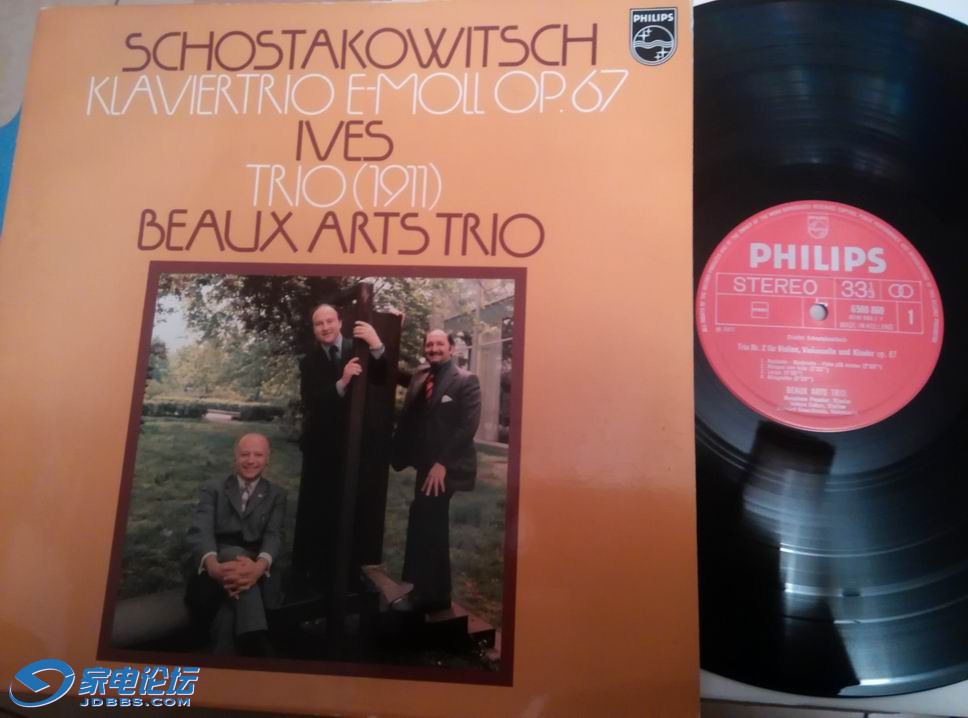 SCHOSTAKOWITSCH
KLAVIERTRIO E-MOLL OP. 67
IVES
TRIO (1911)
BEAUX ARTS TRIO
PHILIPS
PHILIPS
STEREO 33⅓
6500 860
1
MADE IN HOLLAND
Trio Nr. 2 für Violine, Violoncello und Klavier op. 67
BEAUX ARTS TRIO
家电论坛
JDBBS.COM